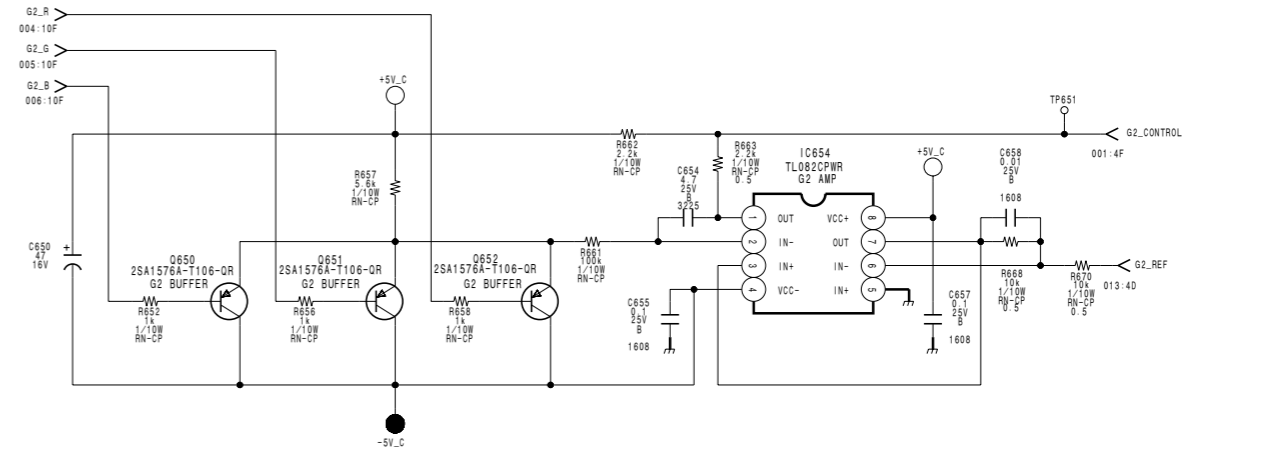 G2_R
004:10F
G2_G
005:10F
G2_B
006:10F
+5V_C
TP651
G2_CONTROL
001:4F
R662
2.2k
1/10W
RN-CP
R663
2.2k
1/10W
RN-CP
0.5
IC654
TL082CPWR
G2 AMP
+5V_C
C658
0.01
25V
B
1608
C654
4.7
25V
B
3225
R657
5.6k
1/10W
RN-CP
1
OUT
2
IN-
3
IN+
4
VCC-
VCC+
8
OUT
7
IN-
6
IN+
5
C650
+
47
16V
Q650
2SA1576A-T106-QR
G2 BUFFER
Q651
2SA1576A-T106-QR
G2 BUFFER
Q652
2SA1576A-T106-QR
G2 BUFFER
R661
100k
1/10W
RN-CP
R652
1k
1/10W
RN-CP
R656
1k
1/10W
RN-CP
R658
1k
1/10W
RN-CP
C655
0.1
25V
B
1608
C657
0.1
25V
B
1608
R668
10k
1/10W
RN-CP
0.5
R670
10k
1/10W
RN-CP
0.5
G2_REF
013:4D
-5V_C